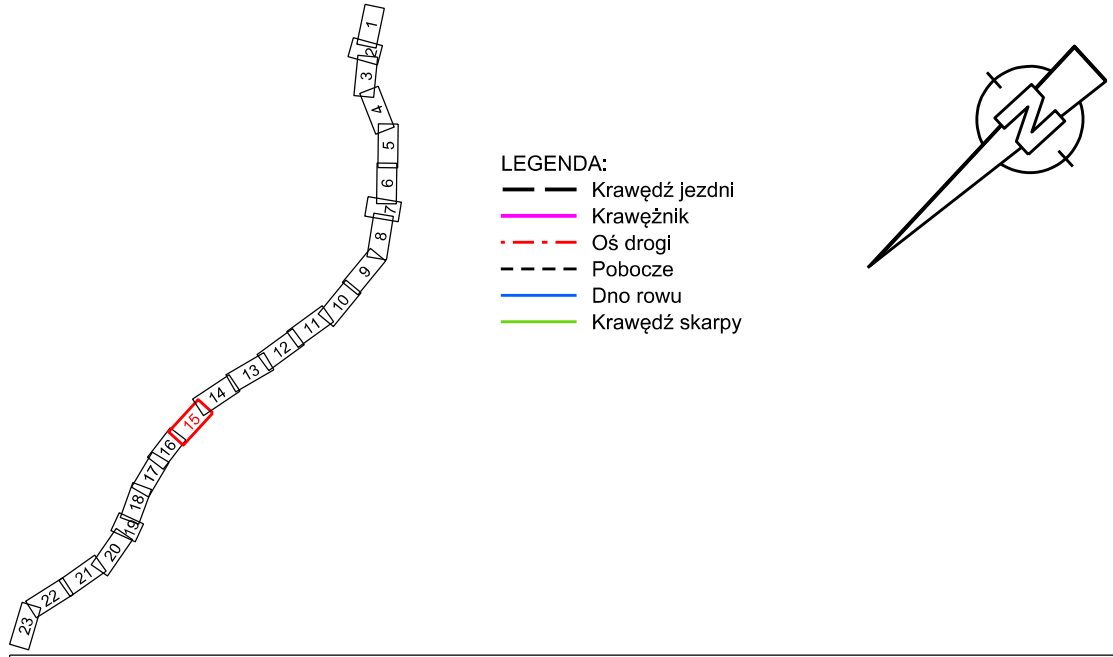 1
2
3
4
5
6
7
8
9
10
11
12
13
14
15
16
17
18
19
20
21
22
23
LEGENDA:
Krawędź jezdni
Krawężnik
Oś drogi
Pobocze
Dno rowu
Krawędź skarpy
N